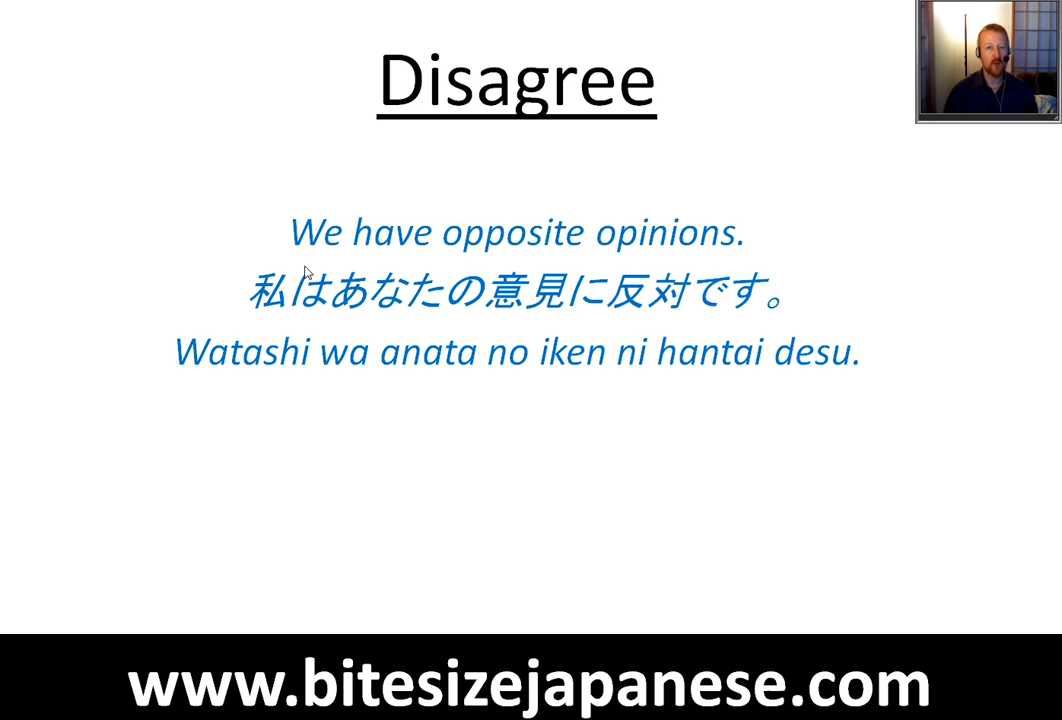 Disagree
We have opposite opinions.
私はあなたの意見に反対です。
Watashi wa anata no iken ni hantai desu.
www.bitesizejapanese.com